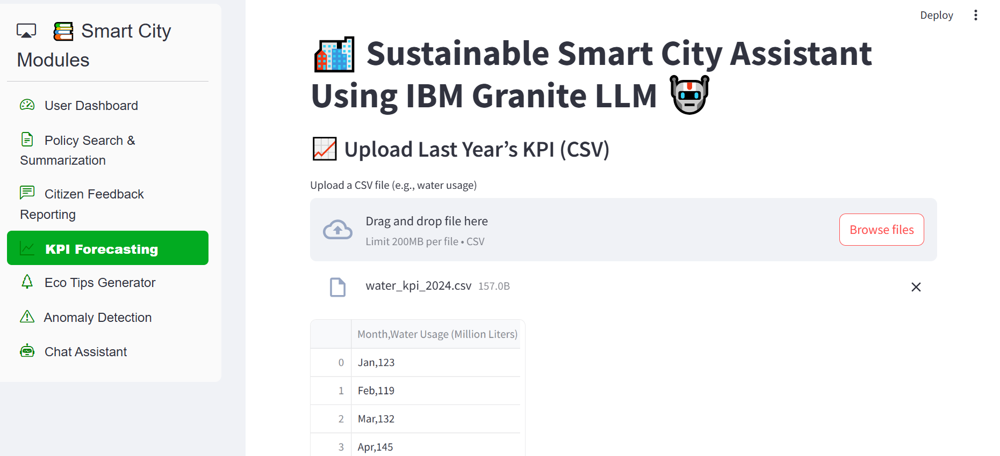 Smart City
Modules
User Dashboard
Policy Search &
Summarization
Citizen Feedback
Reporting
KPI Forecasting
Eco Tips Generator
Anomaly Detection
Chat Assistant
Deploy
Sustainable Smart City Assistant
Using IBM Granite LLM
Upload Last Year’s KPI (CSV)
Upload a CSV file (e.g., water usage)
Drag and drop file here
Limit 200MB per file • CSV
Browse files
water_kpi_2024.csv 157.0B
Month,Water Usage (Million Liters)
0 Jan,123
1 Feb,119
2 Mar,132
3 Apr,145